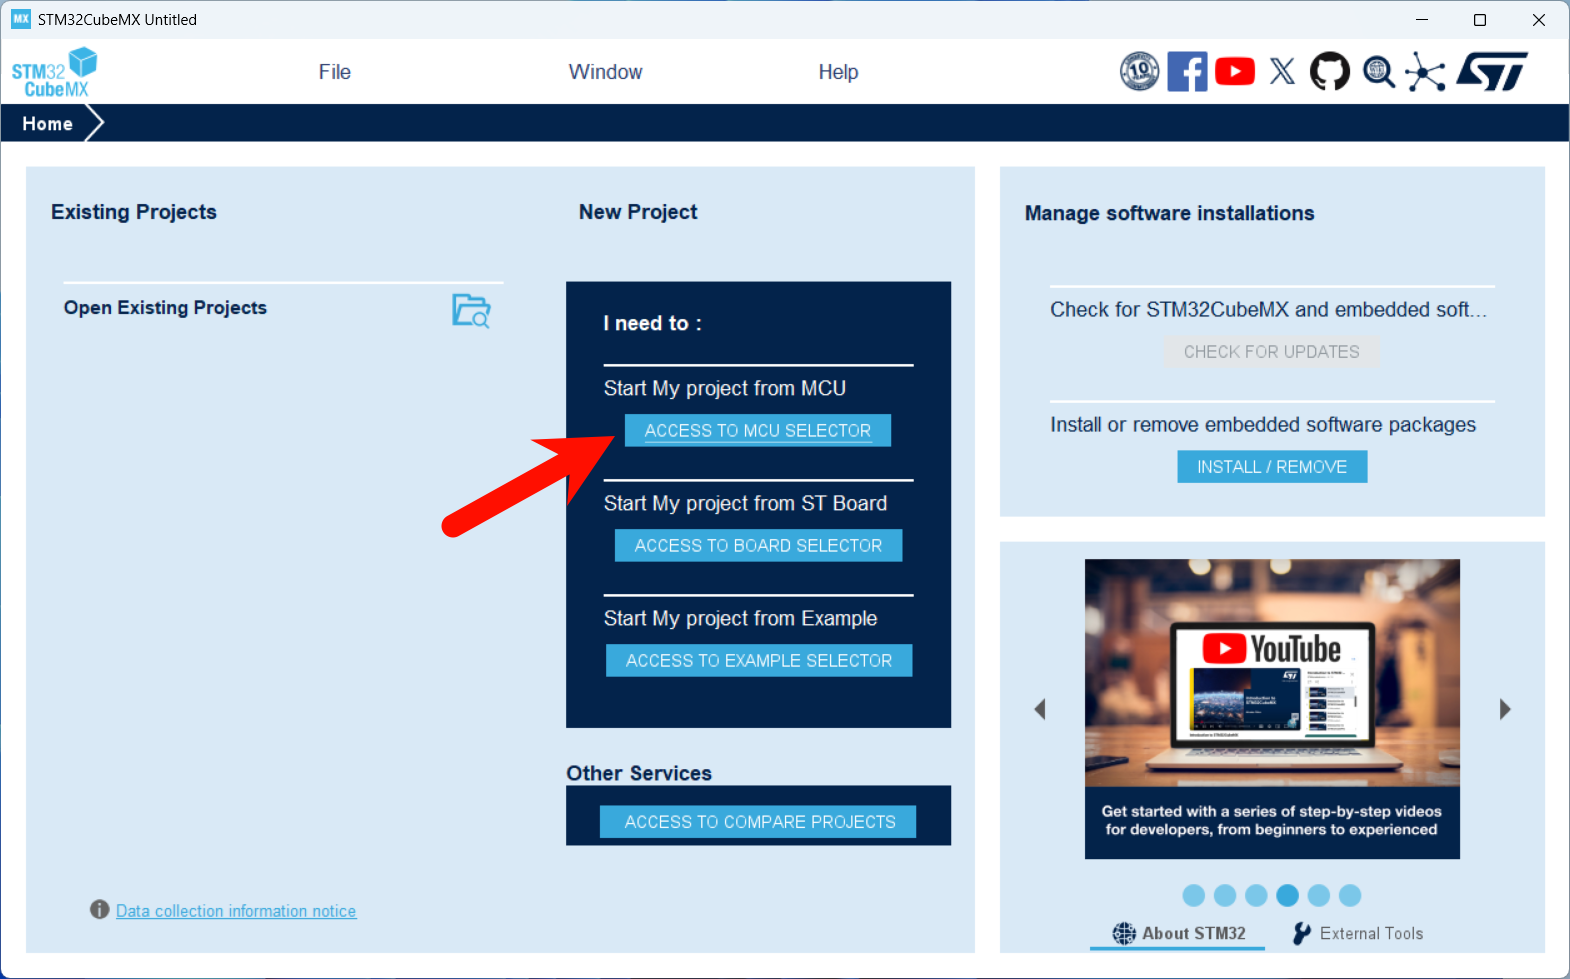 MX STM32CubeMX Untitled
STM32
CubeMX
File
Window
Help
10
Home
Existing Projects
Open Existing Projects
New Project
I need to :
Start My project from MCU
ACCESS TO MCU SELECTOR
Start My project from ST Board
ACCESS TO BOARD SELECTOR
Start My project from Example
ACCESS TO EXAMPLE SELECTOR
Other Services
ACCESS TO COMPARE PROJECTS
Data collection information notice
Manage software installations
Check for STM32CubeMX and embedded soft...
CHECK FOR UPDATES
Install or remove embedded software packages
INSTALL / REMOVE
YouTube
Get started with a series of step-by-step videos
for developers, from beginners to experienced
About STM32
External Tools